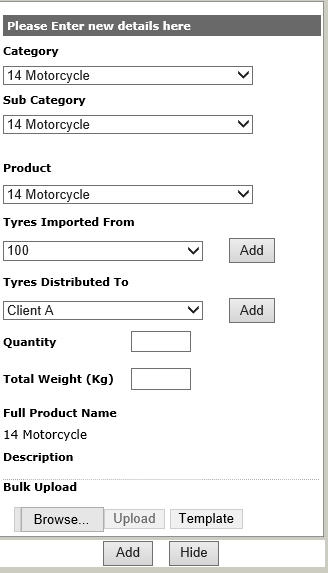 Please Enter new details here
Category
14 Motorcycle
Sub Category
14 Motorcycle
Product
14 Motorcycle
Tyres Imported From
100 Add
Tyres Distributed To
Client A Add
Quantity
Total Weight (Kg)
Full Product Name
14 Motorcycle
Description
Bulk Upload
Browse... Upload Template
Add Hide